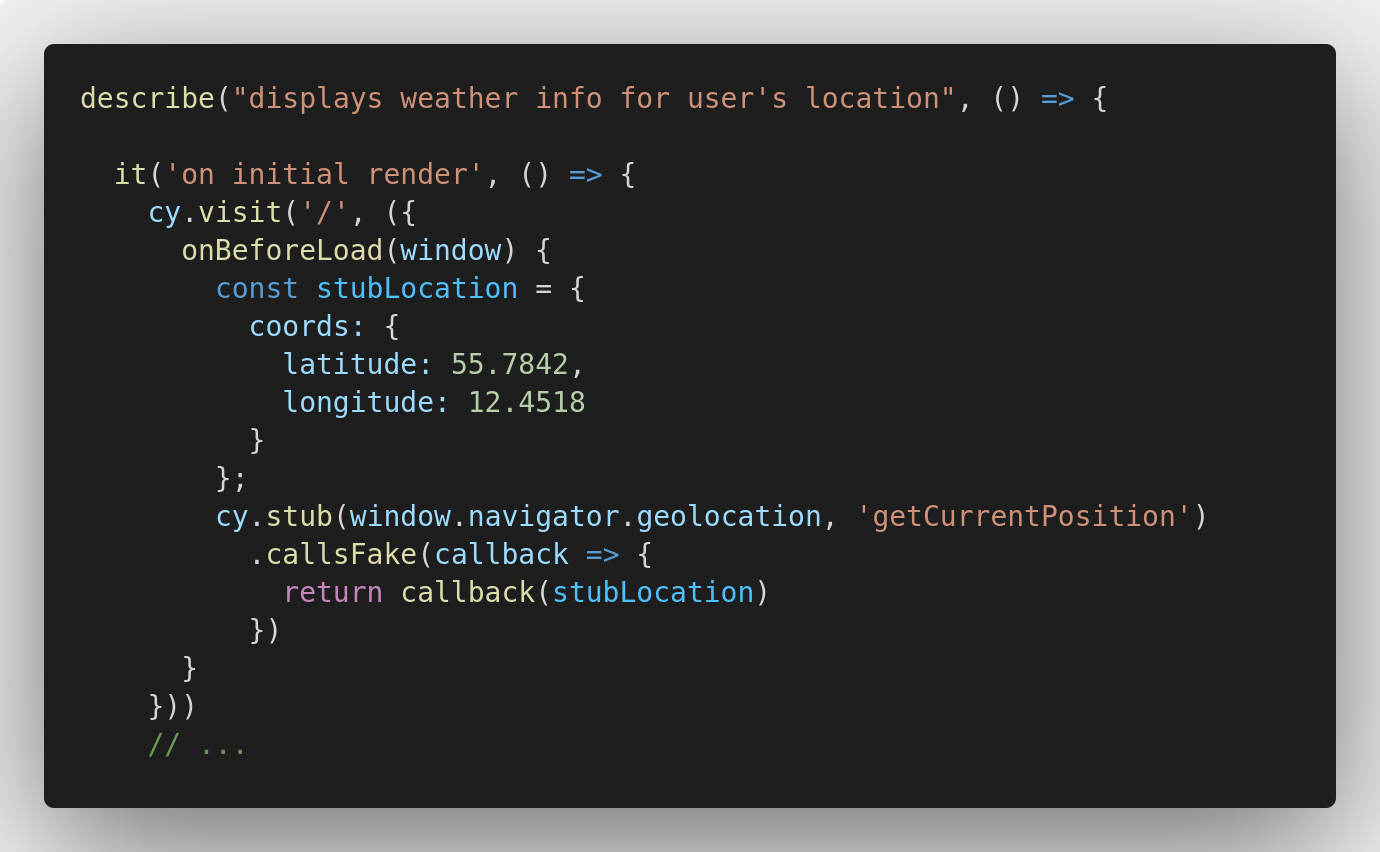 describe("displays weather info for user's location", () => {
  it('on initial render', () => {
    cy.visit('/', ({
      onBeforeLoad(window) {
        const stubLocation = {
          coords: {
            latitude: 55.7842,
            longitude: 12.4518
          }
        };
        cy.stub(window.navigator.geolocation, 'getCurrentPosition')
          .callsFake(callback => {
            return callback(stubLocation)
          })
      }
    }))
    // ...